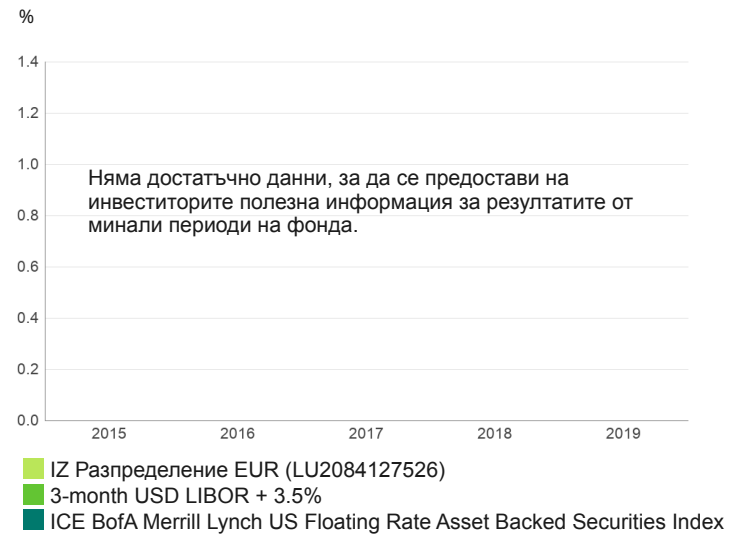 %
1.4
1.2
1.0
Няма достатъчно данни, за да се предостави на
инвеститорите полезна информация за резултатите от
0.8
минали периоди на фонда.
0.6
0.4
0.2
0.0
2015 2016 2017 2018 2019
IZ Разпределение EUR (LU2084127526)
3-month USD LIBOR + 3.5%
ICE BofA Merrill Lynch US Floating Rate Asset Backed Securities Index